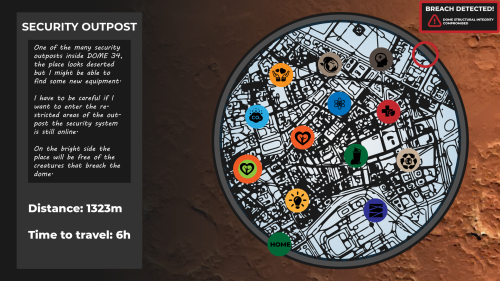 SECURITY OUTPOST
One of the many security
outposts inside DOME 34,
the place looks deserted
but I might be able to
find some new equipment.
I have to be careful if I
want to enter the re-
stricted areas of the out-
post the security system
is still online.
On the bright side the
place will be free of the
creatures that breach the
dome.
Distance: 1323m
Time to travel: 6h
BREACH DETECTED!
DOME STRUCTURAL INTEGRITY
COMPROMISED
CO₂
HOME